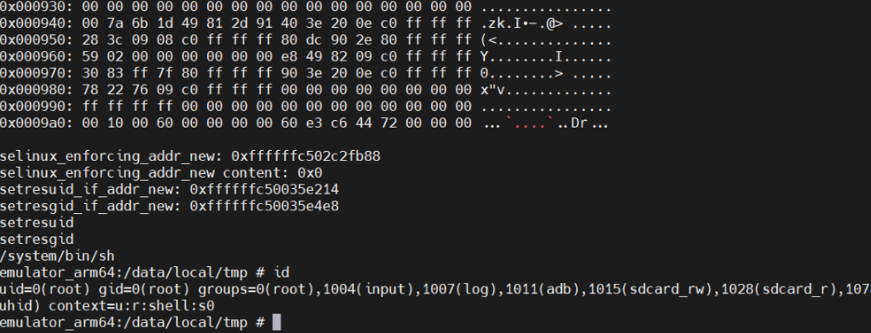 0x000930: 00 00 00 00 00 00 00 00 00 00 00 00 00 00 00 00 ................
0x000940: 00 7a 6b 1d 49 81 2d 91 40 3e 20 0e c0 ff ff ff .zk.I.-.@> .....
0x000950: 28 3c 09 08 c0 ff ff ff 80 dc 90 2e 80 ff ff ff (<..............
0x000960: 59 02 00 00 00 00 00 00 e8 49 82 09 c0 ff ff ff Y........I......
0x000970: 30 83 ff 7f 80 ff ff ff 90 3e 20 0e c0 ff ff ff 0........> .....
0x000980: 78 22 76 09 c0 ff ff ff 00 00 00 00 00 00 00 00 x"v.............
0x000990: ff ff ff ff 00 00 00 00 00 00 00 00 00 00 00 00 ................
0x0009a0: 00 10 00 60 00 00 00 00 60 e3 c6 44 72 00 00 00 ...`....`..Dr...
selinux_enforcing_addr_new: 0xffffffc502c2fb88
selinux_enforcing_addr_new content: 0x0
setresuid_if_addr_new: 0xffffffc50035e214
setresgid_if_addr_new: 0xffffffc50035e4e8
setresuid
setresgid
/system/bin/sh
emulator_arm64:/data/local/tmp # id
uid=0(root) gid=0(root) groups=0(root),1004(input),1007(log),1011(adb),1015(sdcard_rw),1028(sdcard_r),1078
uhid) context=u:r:shell:s0
emulator_arm64:/data/local/tmp #